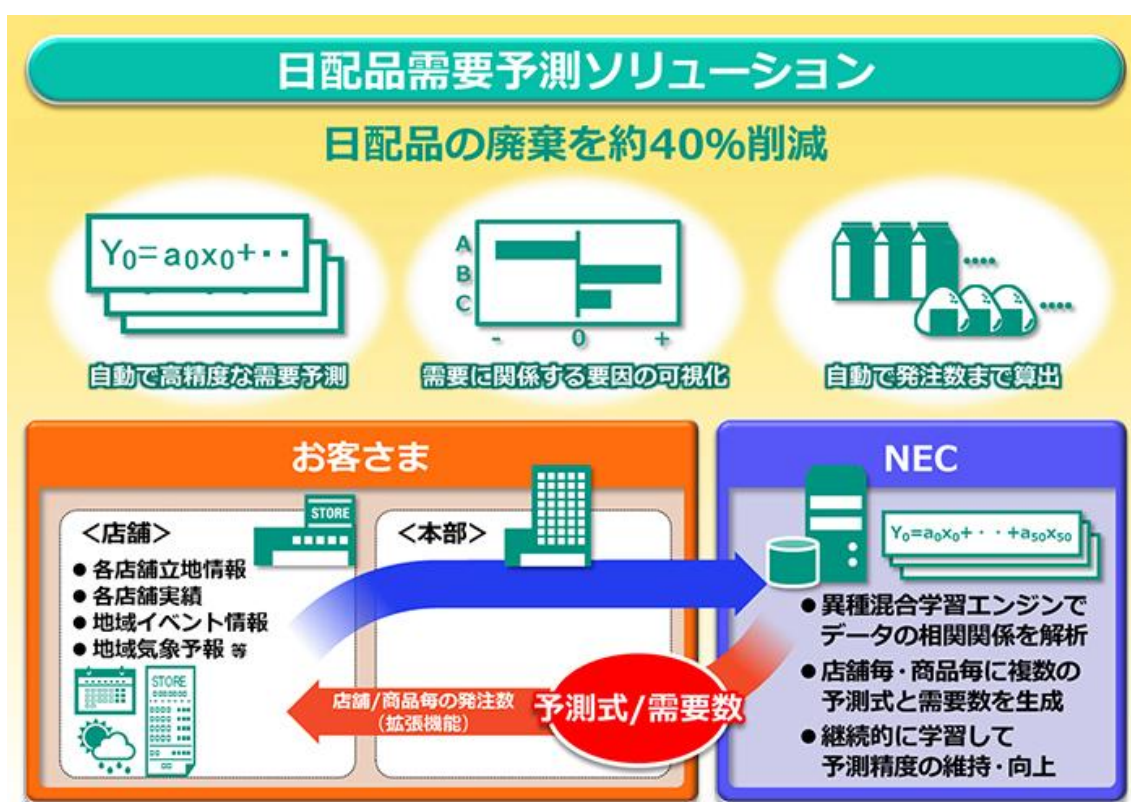 日配品需要予測ソリューション
日配品の廃棄を約40%削減
Y₀=a₀x₀+・・
自動で高精度な需要予測
A
B
C
- 0 +
需要に関係する要因の可視化
自動で発注数まで算出
お客さま
STORE
<店舗>
●各店舗立地情報
●各店舗実績
●地域イベント情報
●地域気象予報 等
STORE
<本部>
店舗/商品毎の発注数
(拡張機能)
予測式/需要数
NEC
Y₀=a₀x₀+・・+a₅₀x₅₀
●異種混合学習エンジンで
データの相関関係を解析
●店舗毎・商品毎に複数の
予測式と需要数を生成
●継続的に学習して
予測精度の維持・向上